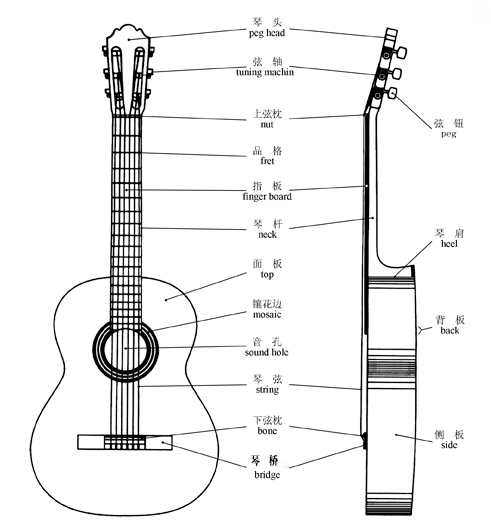 琴头
peg head
弦轴
tuning machin
上弦枕
nut
品格
fret
指板
finger board
琴杆
neck
面板
top
镶花边
mosaic
音孔
sound hole
琴弦
string
下弦枕
bone
琴桥
bridge
弦钮
peg
琴肩
heel
背板
back
侧板
side